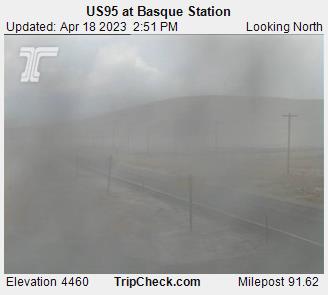 US95 at Basque Station
Updated: Apr 18 2023 2:51 PM Looking North
Elevation 4460 TripCheck.com Milepost 91.62